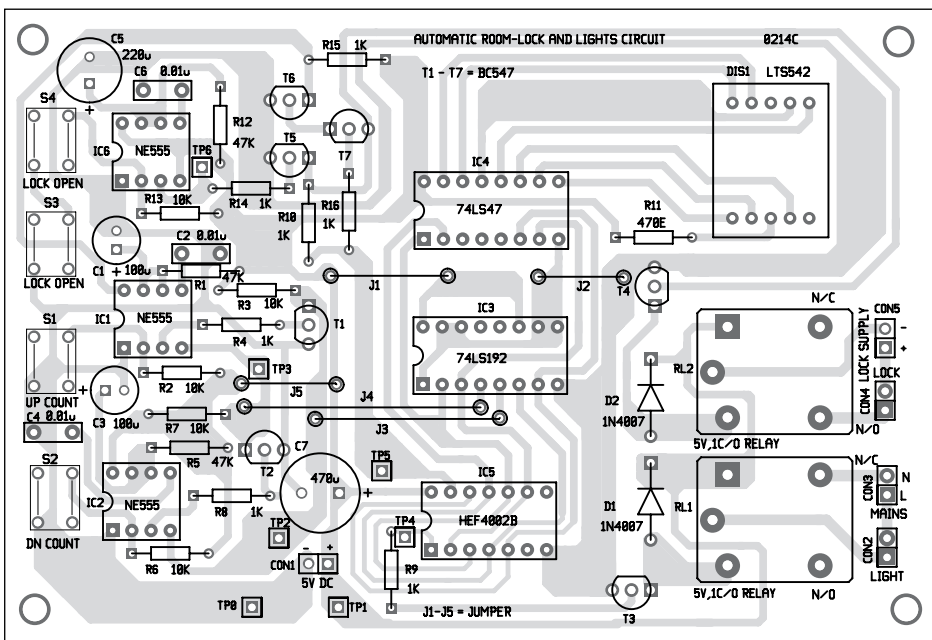 AUTOMATIC ROOM-LOCK AND LIGHTS CIRCUIT
0214C
T1 - T7 = BC547
C5
220u
+
C6 0.01u
S4
LOCK OPEN
IC6
NE555
R12
47K
TP6
R13 10K
R14 1K
R15 1K
T6
T5
T7
R10
1K
R16
1K
IC4
74LS47
DIS1 LTS542
R11
470E
S3
LOCK OPEN
C1
+ 100u
C2 0.01u
R1
47K
R3 10K
R4 1K
T1
J1
J2
T4
IC1
NE555
S1
UP COUNT
R2 10K
TP3
IC3
74LS192
D2
1N4007
RL2
N/C
N/O
5V,1C/O RELAY
CON5
-
+
LOCK SUPPLY
LOCK
CON4
+
C3 100u
C4 0.01u
R7
10K
J5
J4
J3
R5
47K
T2
C7
470u
+
TP5
S2
DN COUNT
IC2
NE555
R8
1K
R6 10K
TP2
CON1
-
+
5V DC
TP0
TP1
TP4
R9
1K
IC5
HEF4002B
J1-J5 = JUMPER
D1
1N4007
T3
RL1
N/C
N/O
5V,1C/O RELAY
CON3
N
L
MAINS
CON2
LIGHT